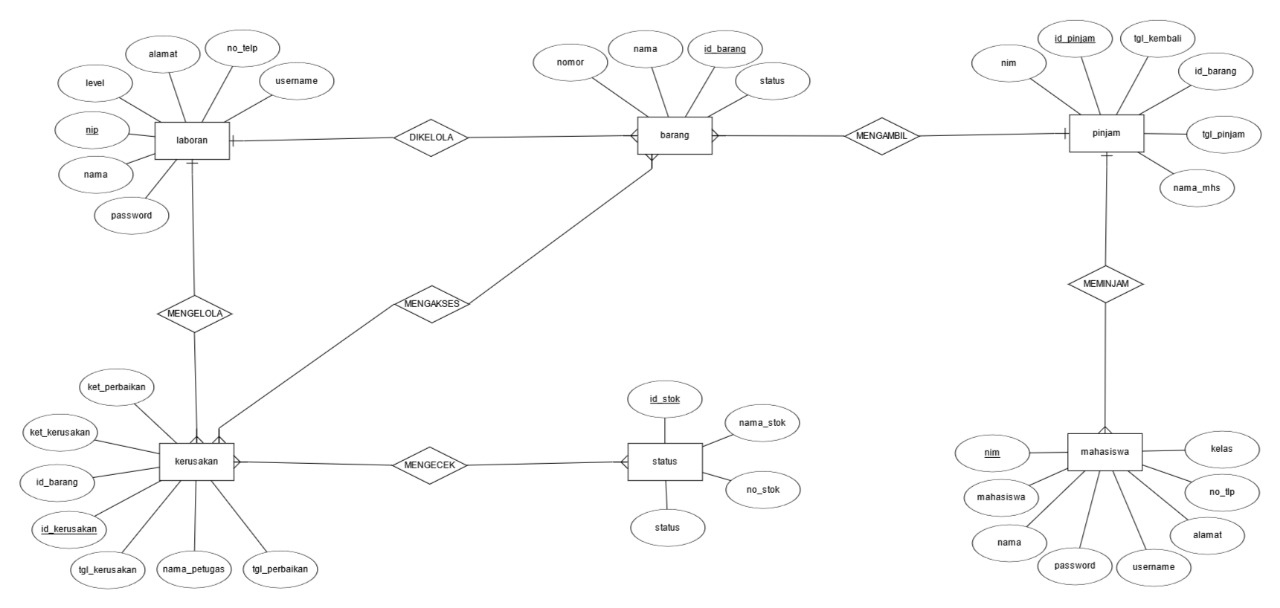 alamat
no_telp
level
username
nip
laboran
nama
password
DIKELOLA
nomor
nama
id_barang
status
barang
MENGAMBIL
nim
id_pinjam
tgl_kembali
id_barang
pinjam
tgl_pinjam
nama_mhs
MENGELOLA
MENGAKSES
MEMINJAM
ket_perbaikan
ket_kerusakan
kerusakan
id_barang
id_kerusakan
tgl_kerusakan
nama_petugas
tgl_perbaikan
MENGECEK
id_stok
nama_stok
status
no_stok
status
nim
mahasiswa
kelas
mahasiswa
no_tlp
nama
alamat
password
username